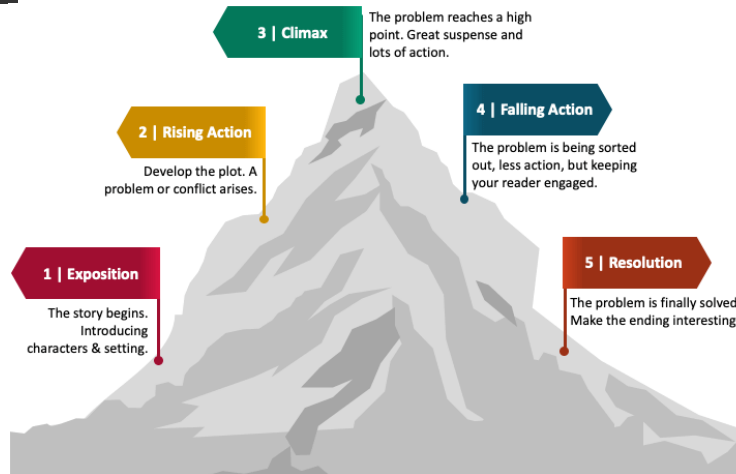 3 | Climax
The problem reaches a high
point. Great suspense and
lots of action.
2 | Rising Action
Develop the plot. A
problem or conflict arises.
4 | Falling Action
The problem is being sorted
out, less action, but keeping
your reader engaged.
1 | Exposition
The story begins.
Introducing
characters & setting.
5 | Resolution
The problem is finally solved
Make the ending interesting